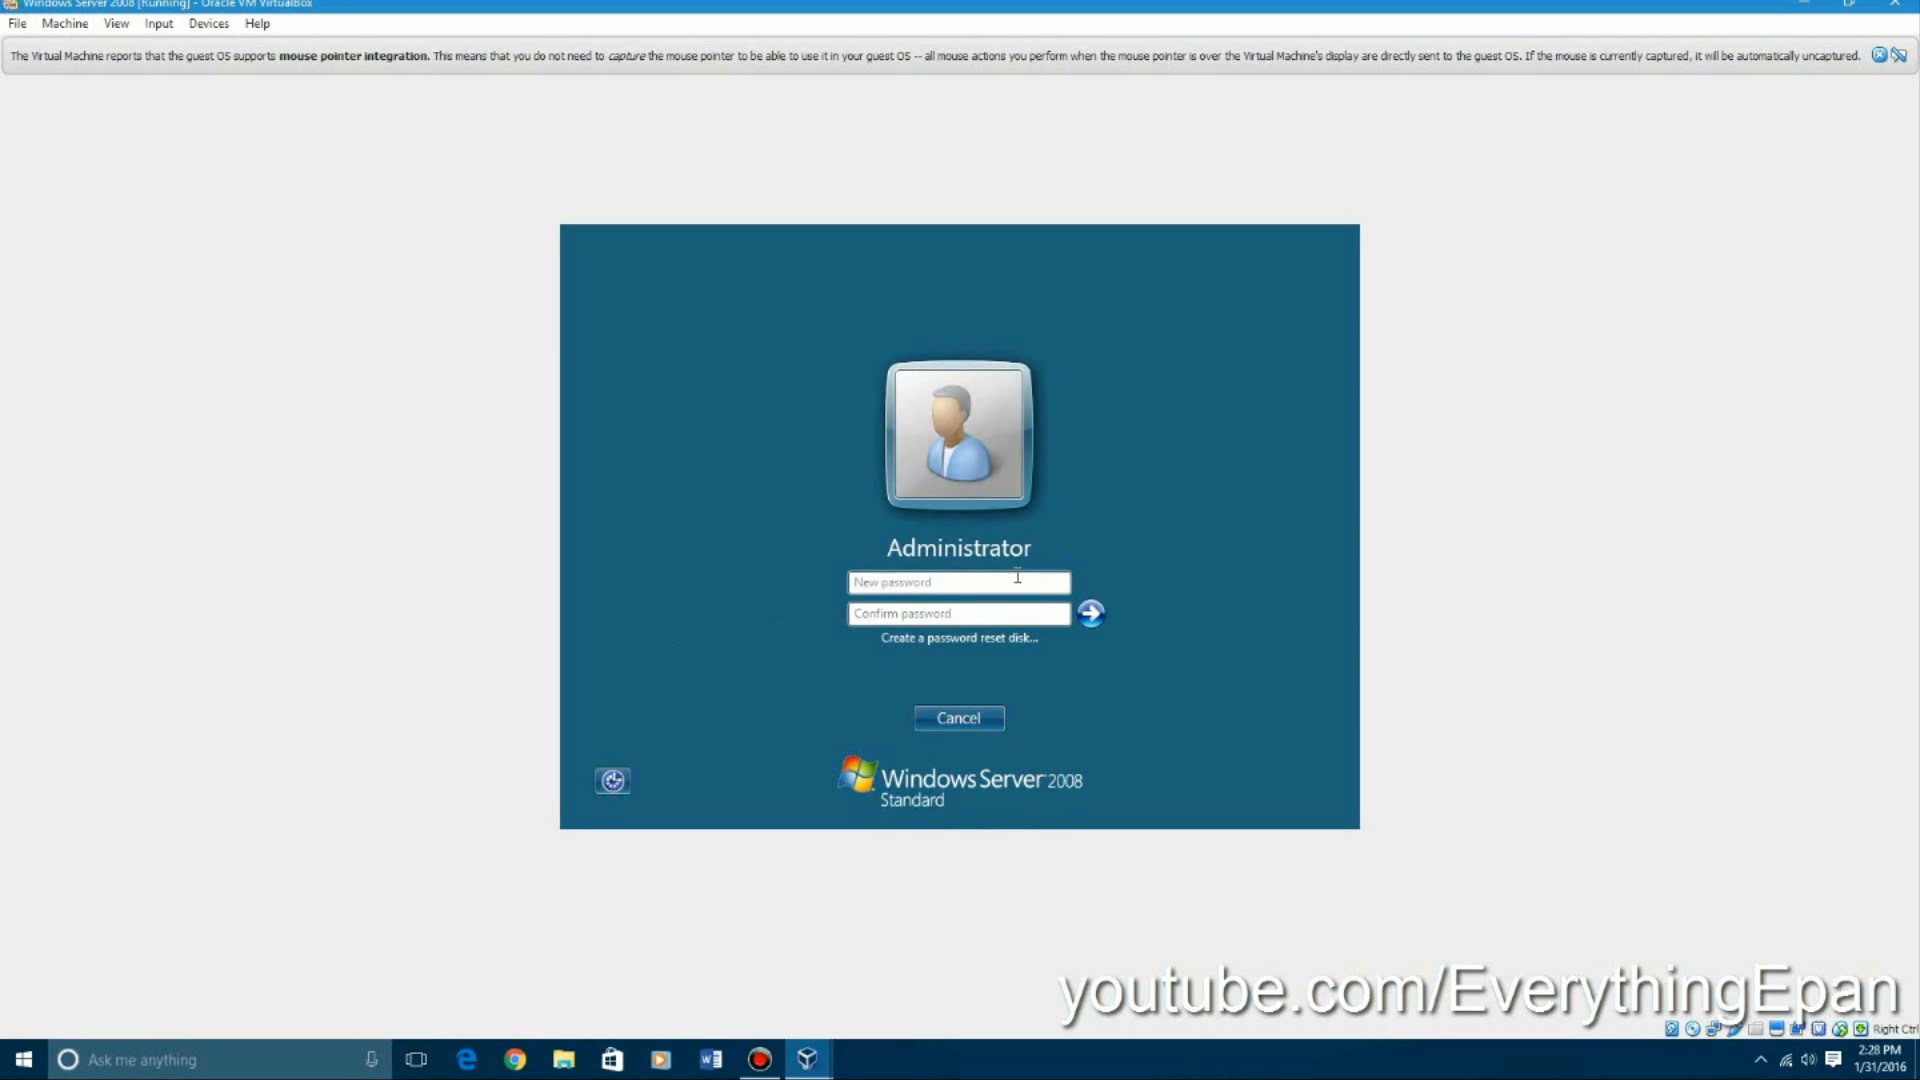 Windows Server 2008 [Running] - Oracle VM VirtualBox
File Machine View Input Devices Help
The Virtual Machine reports that the guest OS supports mouse pointer integration. This means that you do not need to capture the mouse pointer to be able to use it in your guest OS -- all mouse actions you perform when the mouse pointer is over the Virtual Machine's display are directly sent to the guest OS. If the mouse is currently captured, it will be automatically uncaptured.
Administrator
New password
Confirm password
Create a password reset disk...
Cancel
Windows Server 2008
Standard
youtube.com/EverythingEpan
Right Ctrl
Ask me anything
2:28 PM
1/31/2016